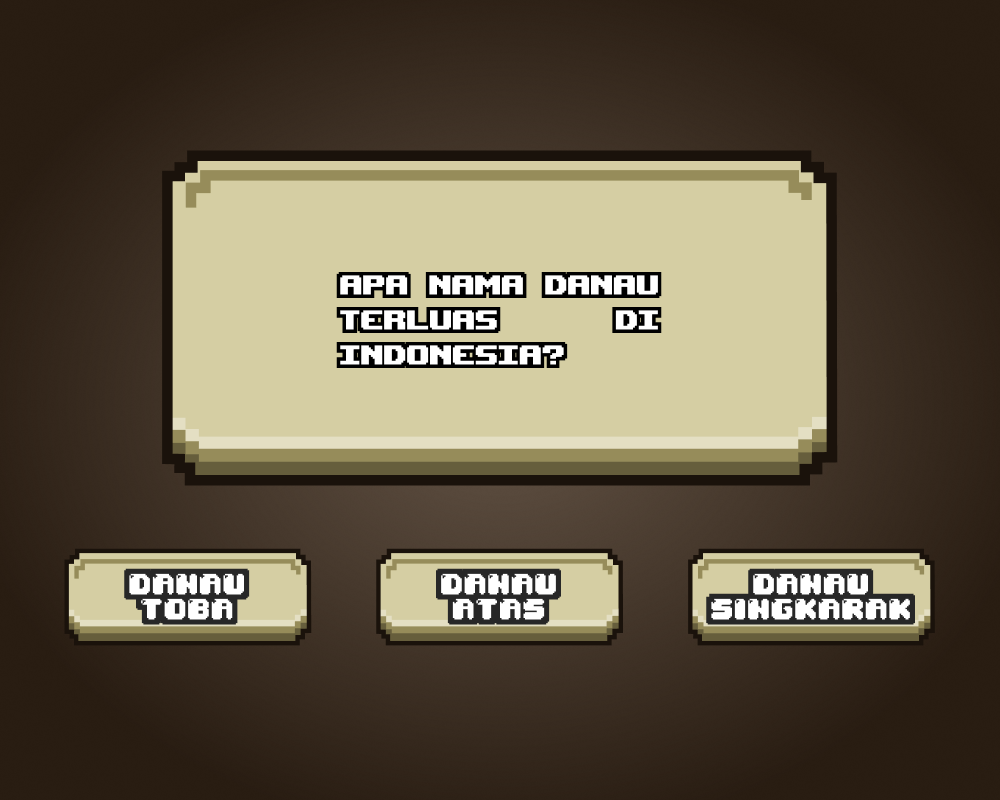 APA NAMA DANAU
TERLUAS DI
INDONESIA?
DANAU
TOBA
DANAU
ATAS
DANAU
SINGKARAK